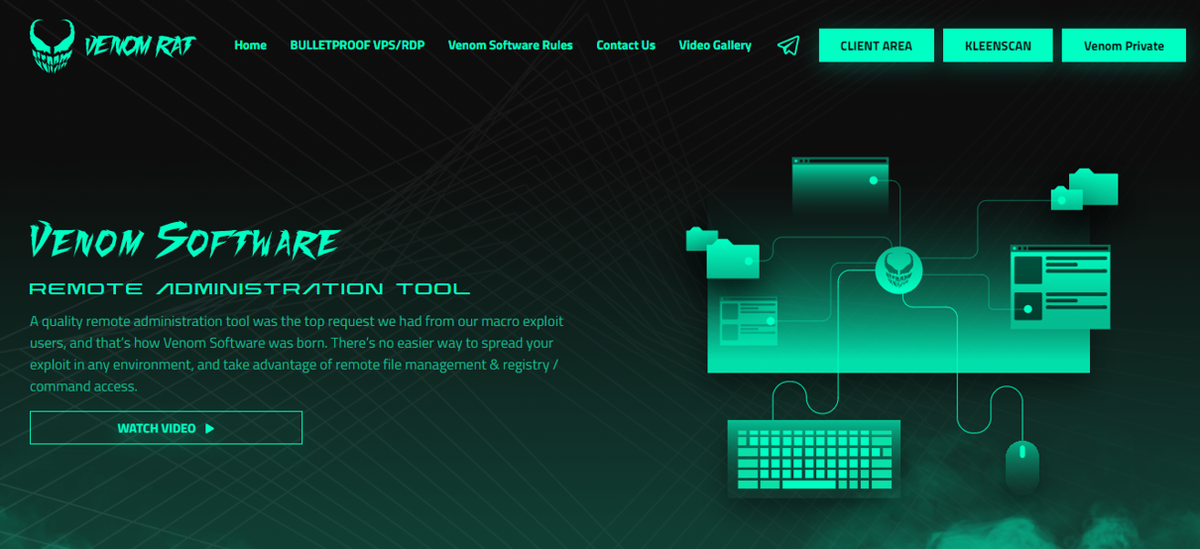 VENOM RAT
Home BULLETPROOF VPS/RDP Venom Software Rules Contact Us Video Gallery CLIENT AREA KLEENSCAN Venom Private
VENOM SOFTWARE
REMOTE ADMINISTRATION TOOL
A quality remote administration tool was the top request we had from our macro exploit
users, and that's how Venom Software was born. There's no easier way to spread your
exploit in any environment, and take advantage of remote file management & registry /
command access.
WATCH VIDEO